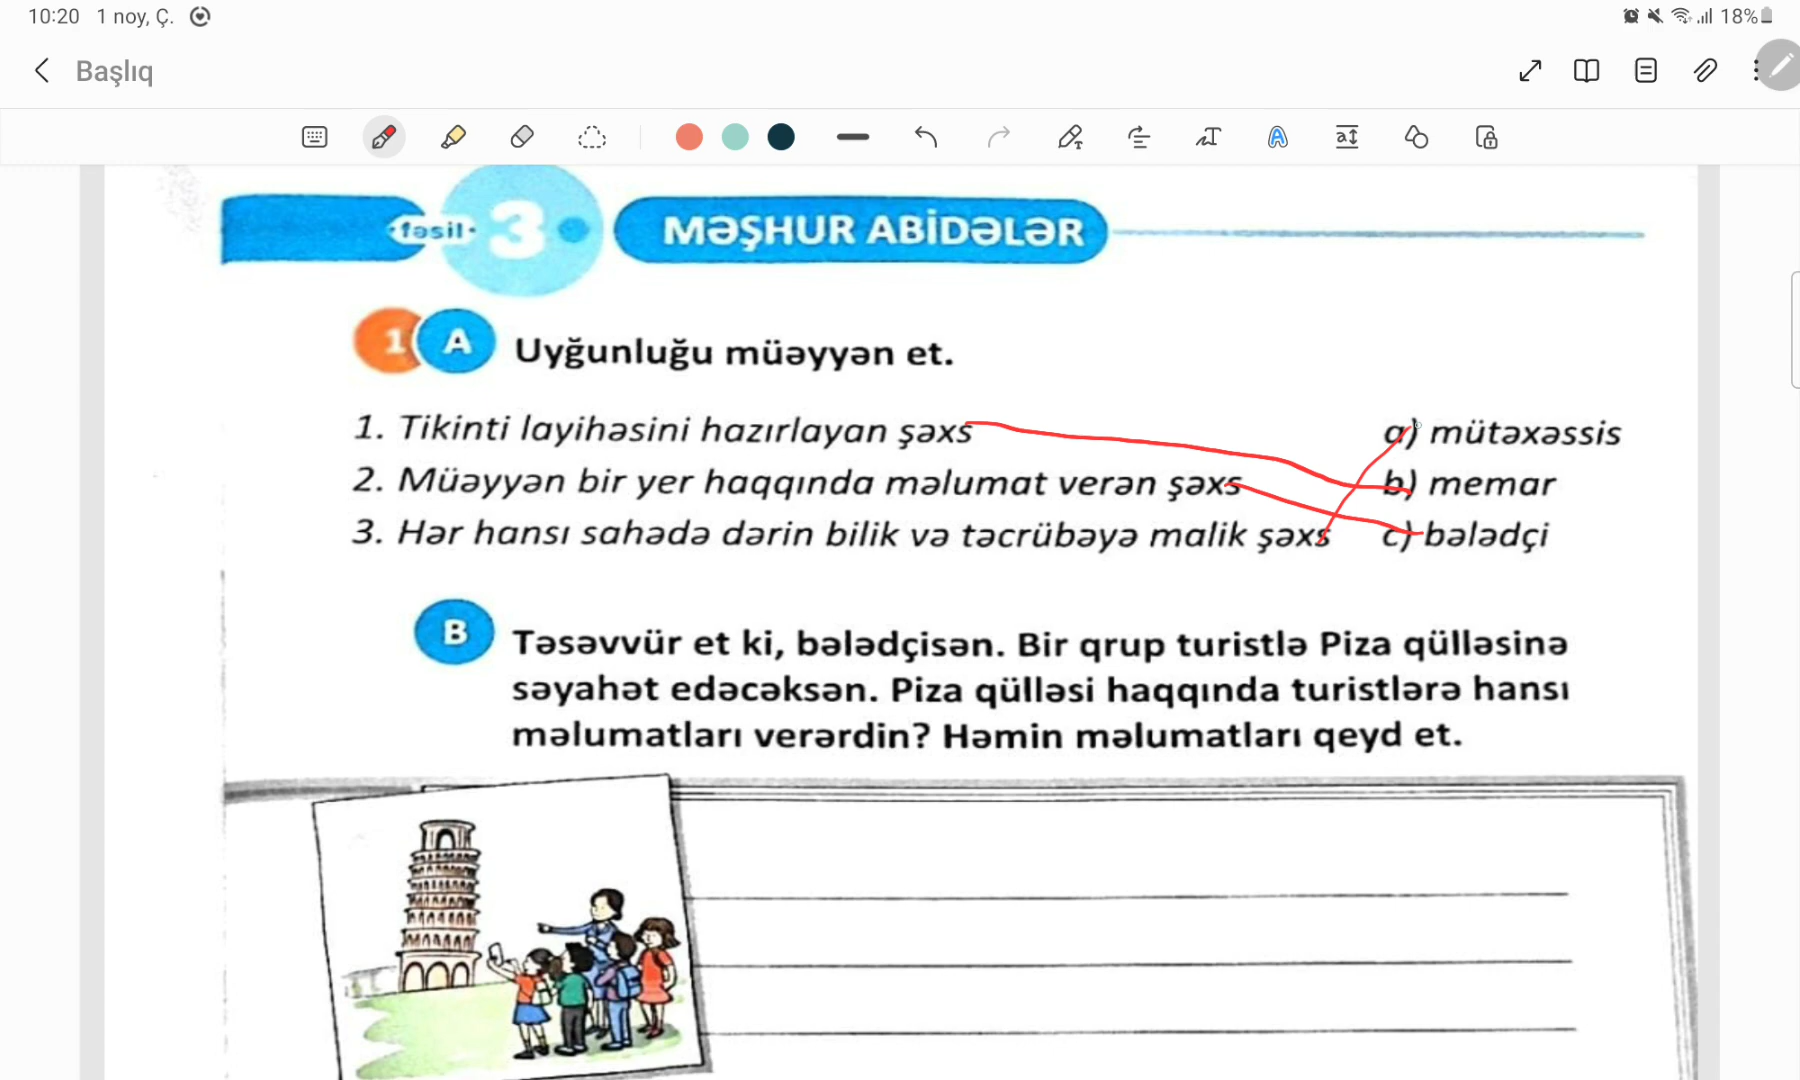 10:20 1 noy, Ç. 18%
Başlıq
fəsil 3 MƏŞHUR ABİDƏLƏR
1 A Uyğunluğu müəyyən et.
1. Tikinti layihəsini hazırlayan şəxs a) mütəxəssis
2. Müəyyən bir yer haqqında məlumat verən şəxs b) memar
3. Hər hansı sahədə dərin bilik və təcrübəyə malik şəxs c) bələdçi
B Təsəvvür et ki, bələdçisən. Bir qrup turistlə Piza qülləsinə
səyahət edəcəksən. Piza qülləsi haqqında turistlərə hansı
məlumatları verərdin? Həmin məlumatları qeyd et.